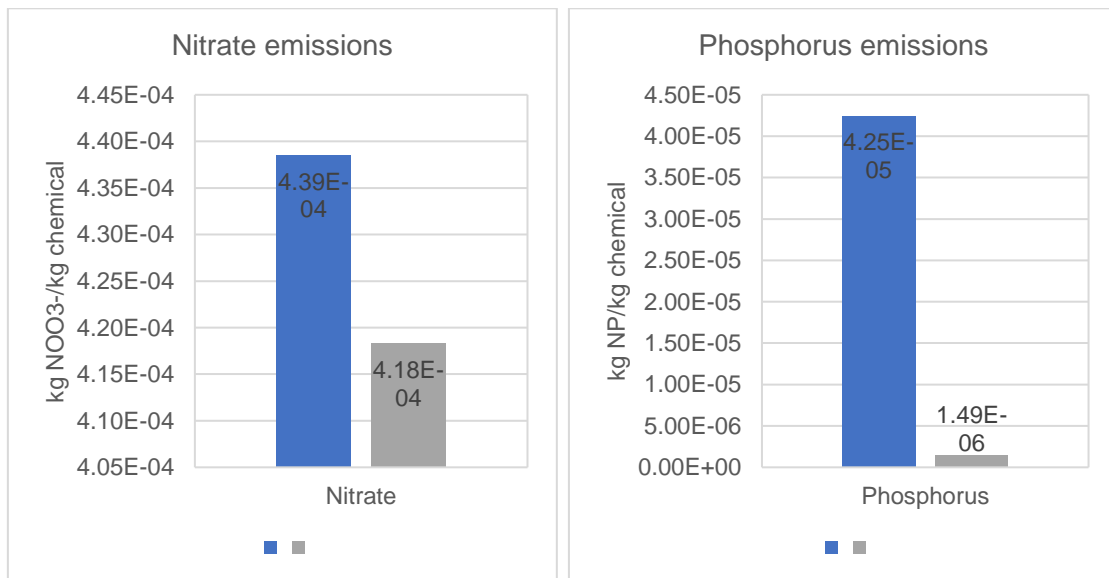 Nitrate emissions
4.45E-04
4.40E-04
4.35E-04
4.30E-04
4.25E-04
4.20E-04
4.15E-04
4.10E-04
4.05E-04
kg NOO3-/kg chemical
4.39E-
04
4.18E-
04
Nitrate
Phosphorus emissions
4.50E-05
4.00E-05
3.50E-05
4.00E-05
2.50E-05
2.00E-05
1.50E-05
1.00E-05
5.00E-06
0.00E+00
kg NP/kg chemical
4.25E-
05
1.49E-
06
Phosphorus